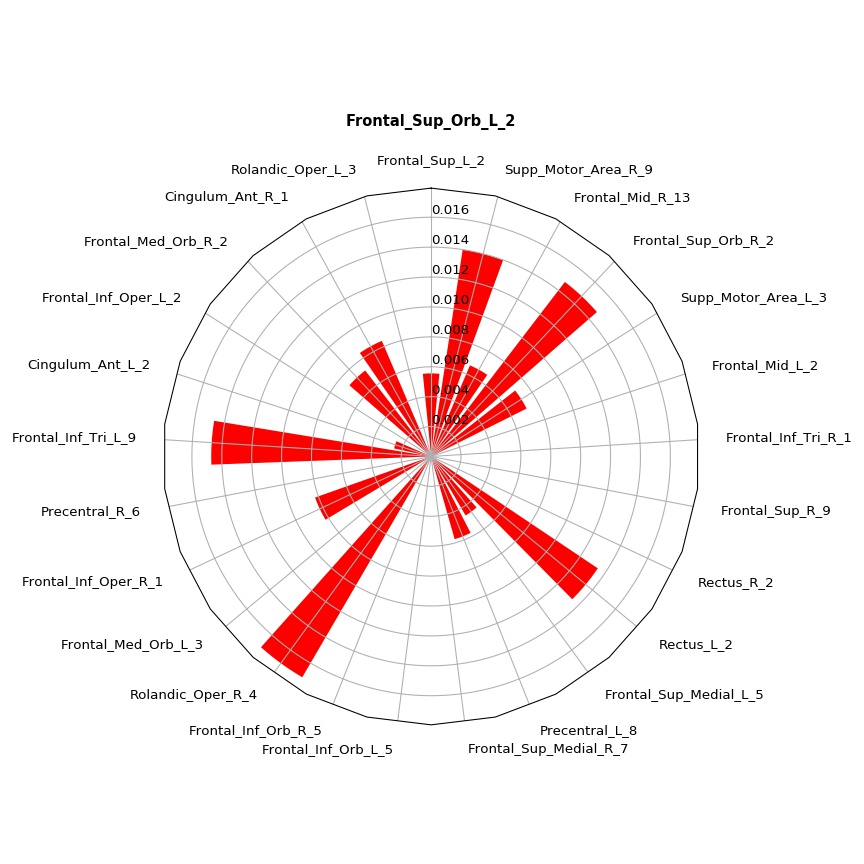 Frontal_Sup_Orb_L_2
Frontal_Sup_L_2
Rolandic_Oper_L_3
Supp_Motor_Area_R_9
Cingulum_Ant_R_1
Frontal_Mid_R_13
Frontal_Med_Orb_R_2
Frontal_Sup_Orb_R_2
Frontal_Inf_Oper_L_2
Supp_Motor_Area_L_3
Cingulum_Ant_L_2
Frontal_Mid_L_2
Frontal_Inf_Tri_L_9
Frontal_Inf_Tri_R_1
Precentral_R_6
Frontal_Sup_R_9
Frontal_Inf_Oper_R_1
Rectus_R_2
Frontal_Med_Orb_L_3
Rectus_L_2
Rolandic_Oper_R_4
Frontal_Sup_Medial_L_5
Frontal_Inf_Orb_R_5
Precentral_L_8
Frontal_Inf_Orb_L_5
Frontal_Sup_Medial_R_7
0.016
0.014
0.012
0.010
0.008
0.006
0.004
0.002